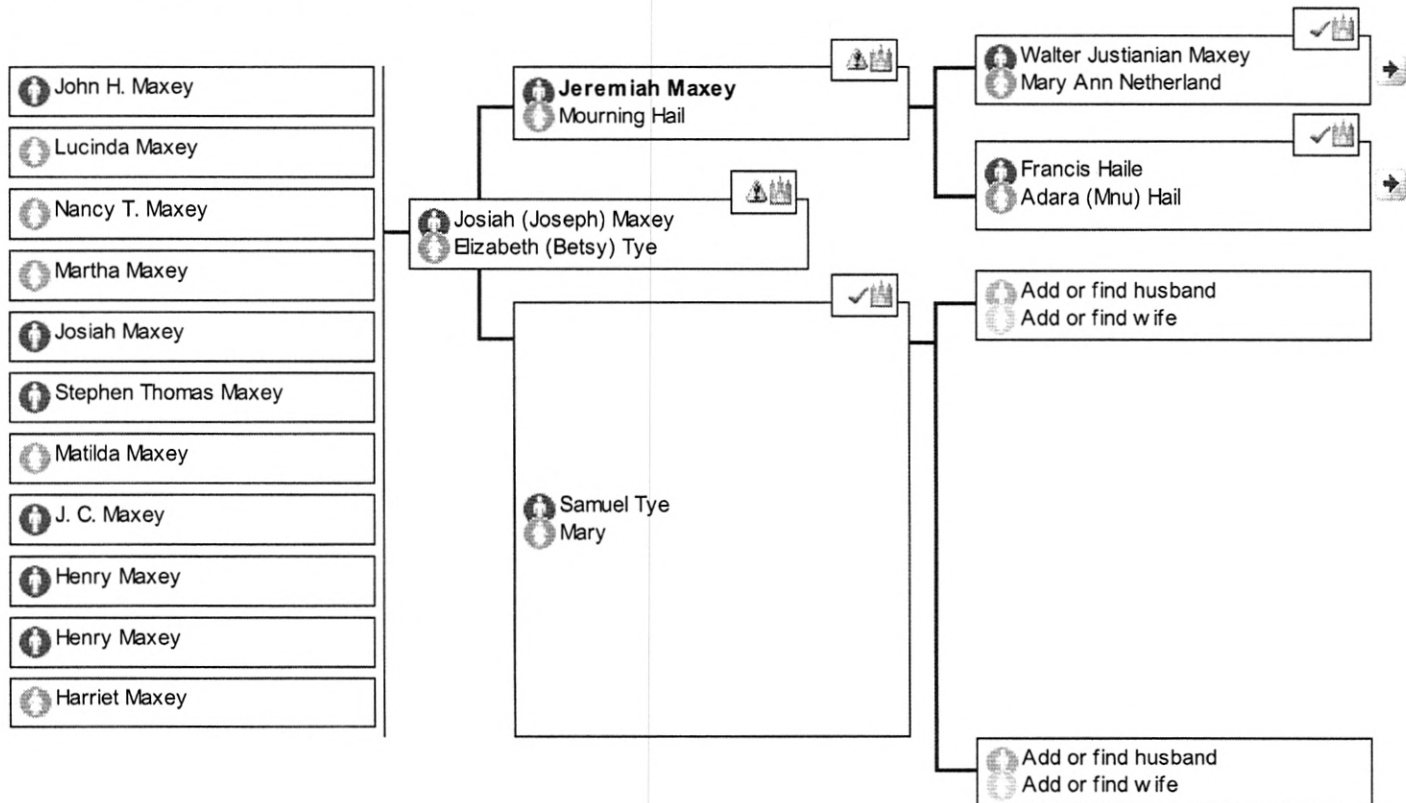 John H. Maxey
Lucinda Maxey
Nancy T. Maxey
Martha Maxey
Josiah Maxey
Stephen Thomas Maxey
Matilda Maxey
J. C. Maxey
Henry Maxey
Henry Maxey
Harriet Maxey
Josiah (Joseph) Maxey
Elizabeth (Betsy) Tye
Jeremiah Maxey
Mourning Hail
Samuel Tye
Mary
Walter Justianian Maxey
Mary Ann Netherland
Francis Haile
Adara (Mnu) Hail
Add or find husband
Add or find wife
Add or find husband
Add or find wife